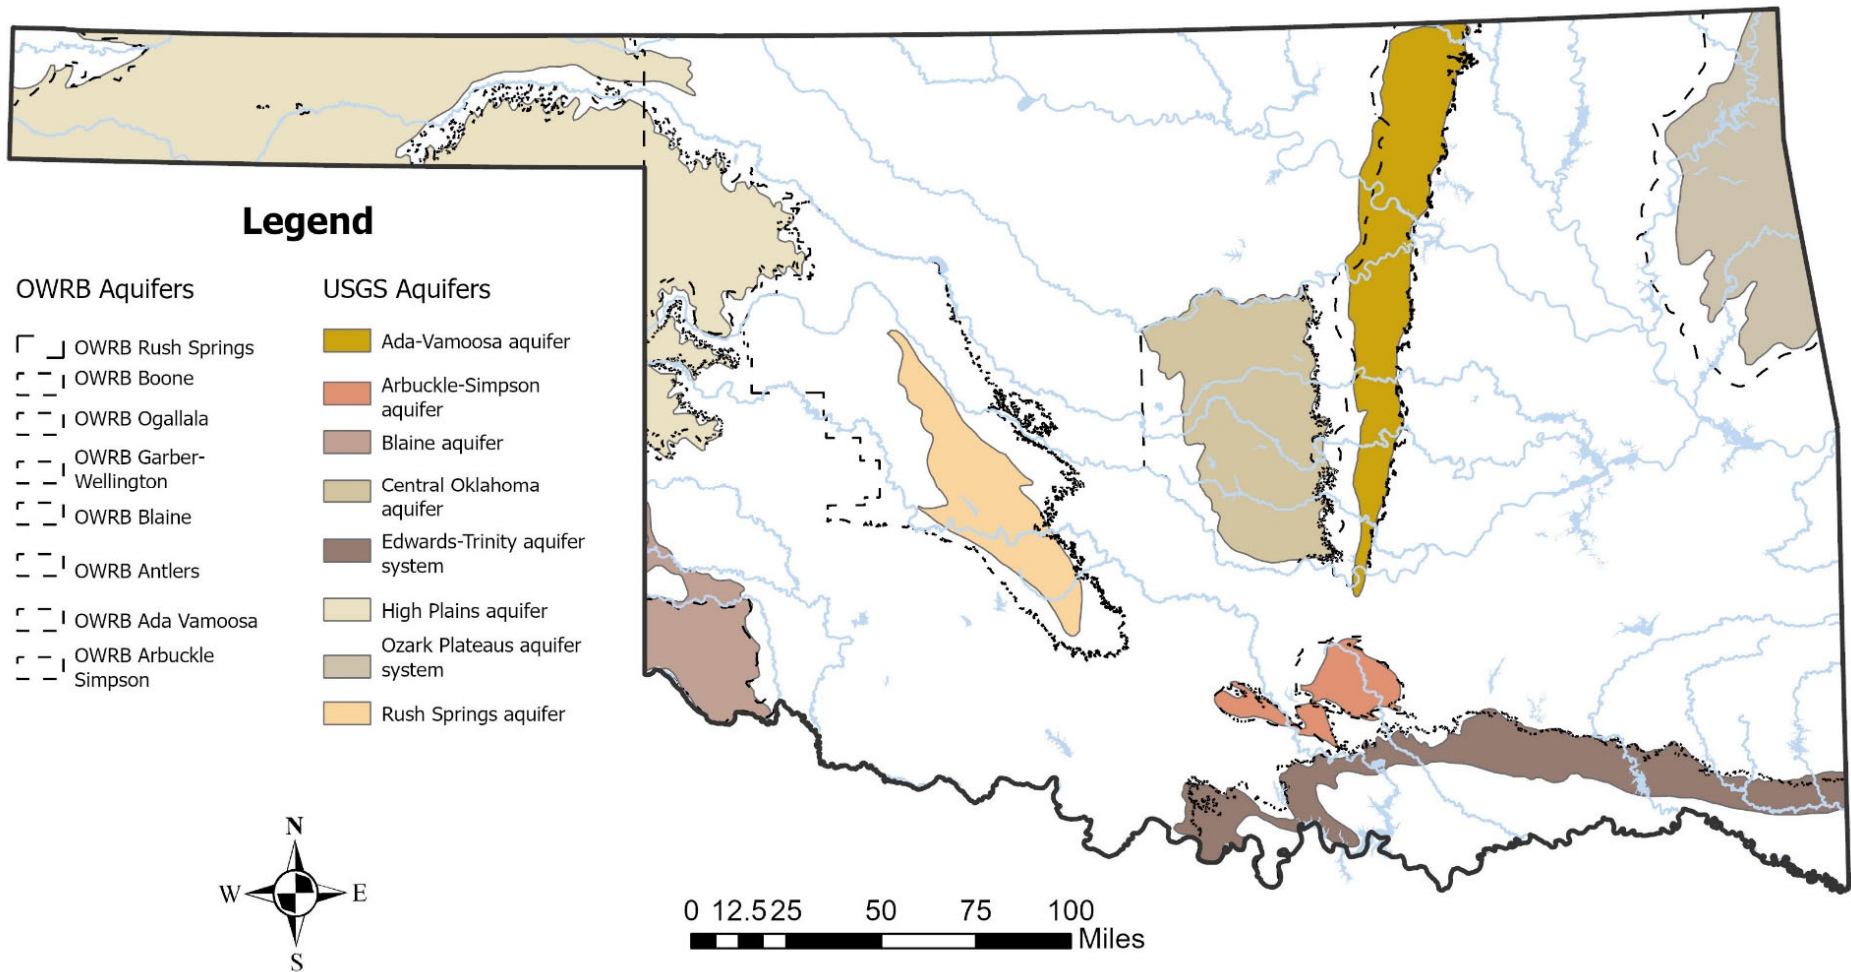 Legend
OWRB Aquifers
OWRB Rush Springs
OWRB Boone
OWRB Ogallala
OWRB Garber-
Wellington
OWRB Blaine
OWRB Antlers
OWRB Ada Vamoosa
OWRB Arbuckle
Simpson
USGS Aquifers
Ada-Vamoosa aquifer
Arbuckle-Simpson
aquifer
Blaine aquifer
Central Oklahoma
aquifer
Edwards-Trinity aquifer
system
High Plains aquifer
Ozark Plateaus aquifer
system
Rush Springs aquifer
N
W E
S
0 12.5 25 50 75 100
Miles